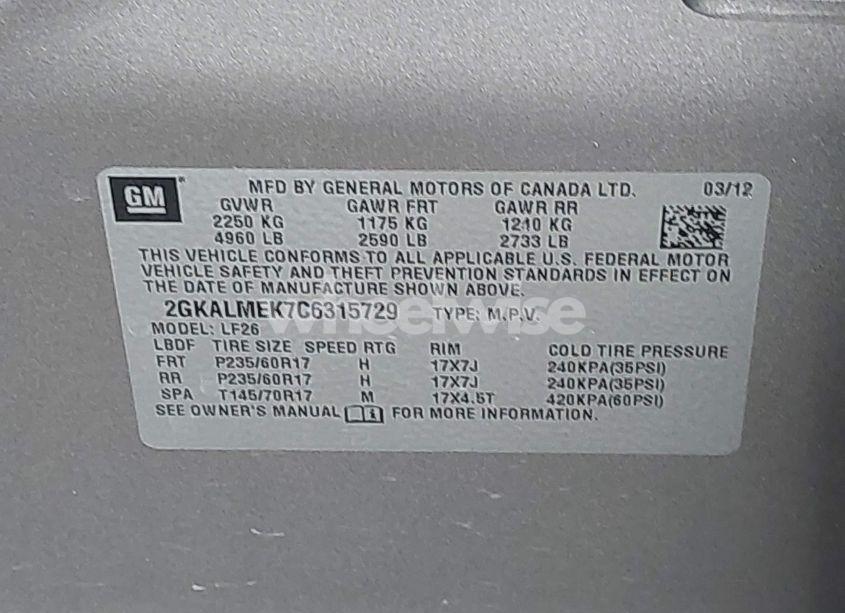 GM MFD BY GENERAL MOTORS OF CANADA LTD. 03/12
GVWR GAWR FRT GAWR RR
2250 KG 1175 KG 1240 KG
4960 LB 2590 LB 2733 LB
THIS VEHICLE CONFORMS TO ALL APPLICABLE U.S. FEDERAL MOTOR
VEHICLE SAFETY AND THEFT PREVENTION STANDARDS IN EFFECT ON
THE DATE OF MANUFACTURE SHOWN ABOVE.
2GKALMEK7C6315729 TYPE: M.P.V.
wheelwise
MODEL: LF26
LBDF TIRE SIZE SPEED RTG RIM COLD TIRE PRESSURE
FRT P235/60R17 H 17X7J 240KPA(35PSI)
RR P235/60R17 H 17X7J 240KPA(35PSI)
SPA T145/70R17 M 17X4.5T 420KPA(60PSI)
SEE OWNER'S MANUAL FOR MORE INFORMATION.